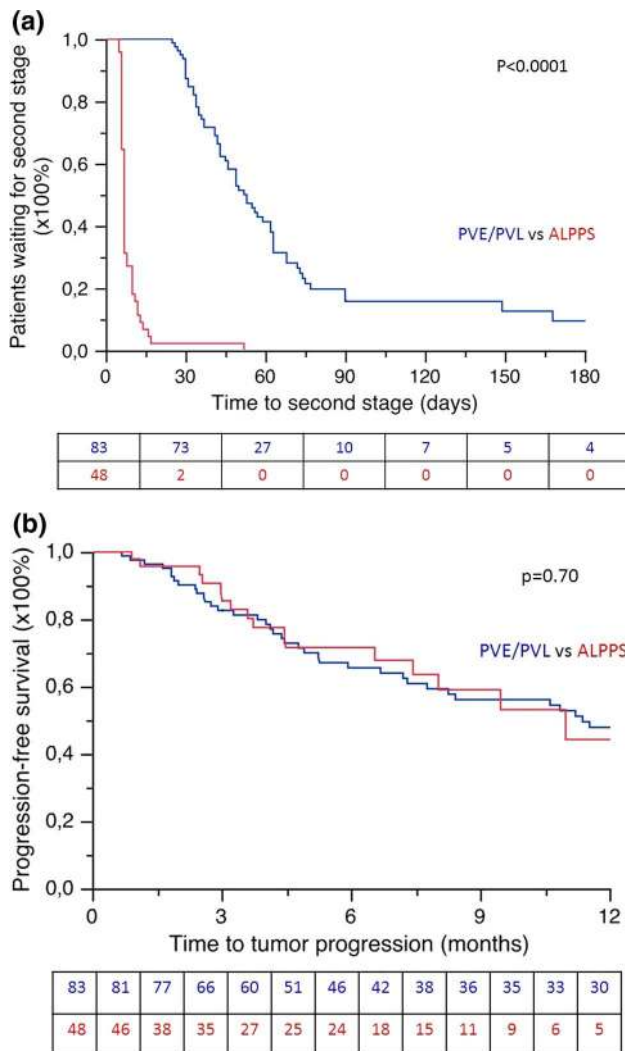 (a)
Patients waiting for second stage
(x100%)
1,0
0,8
0,6
0,4
0,2
0,0
P<0.0001
PVE/PVL vs ALPPS
0 30 60 90 120 150 180
Time to second stage (days)
83 73 27 10 7 5 4
48 2 0 0 0 0 0
(b)
Progression-free survival (x100%)
1,0
0,8
0,6
0,4
0,2
0,0
p=0.70
PVE/PVL vs ALPPS
0 3 6 9 12
Time to tumor progression (months)
83 81 77 66 60 51 46 42 38 36 35 33 30
48 46 38 35 27 25 24 18 15 11 9 6 5